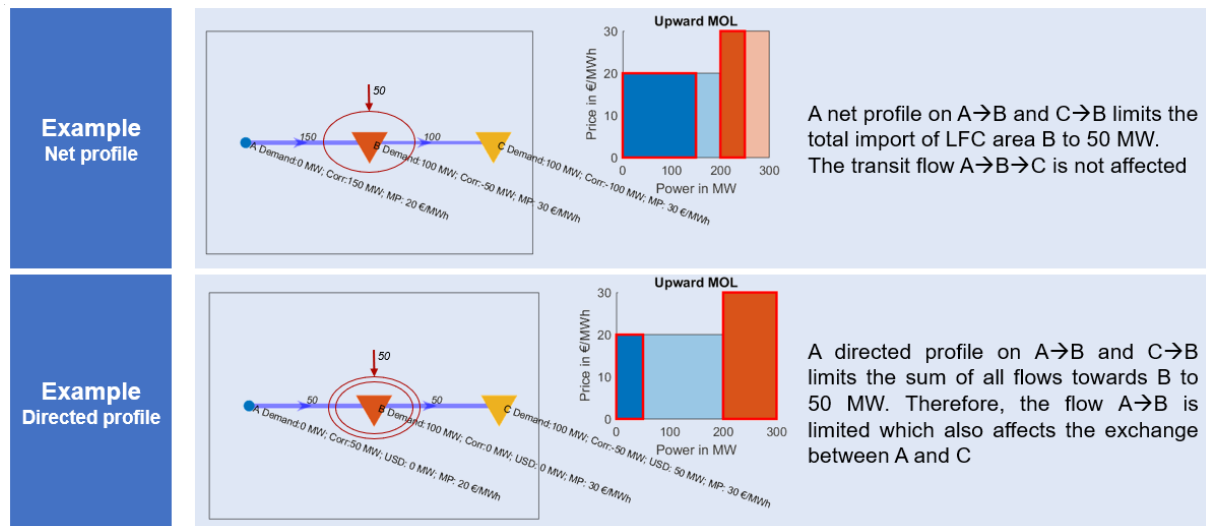 Example
Net profile
50
150
100
A Demand:0 MW; Corr:150 MW; MP: 20 €/MWh
B Demand:100 MW; Corr:-50 MW; MP: 30 €/MWh
C Demand:100 MW; Corr:-100 MW; MP: 30 €/MWh
Upward MOL
Price in €/MWh
30
20
10
0
0
100
200
300
Power in MW
A net profile on A→B and C→B limits the
total import of LFC area B to 50 MW.
The transit flow A→B→C is not affected
Example
Directed profile
50
50
50
A Demand:0 MW; Corr:50 MW; USD: 0 MW; MP: 20 €/MWh
B Demand:100 MW; Corr:0 MW; USD: 0 MW; MP: 30 €/MWh
C Demand:100 MW; Corr:-50 MW; USD: 50 MW; MP: 30 €/MWh
Upward MOL
Price in €/MWh
30
20
10
0
0
100
200
300
Power in MW
A directed profile on A→B and C→B
limits the sum of all flows towards B to
50 MW. Therefore, the flow A→B is
limited which also affects the exchange
between A and C